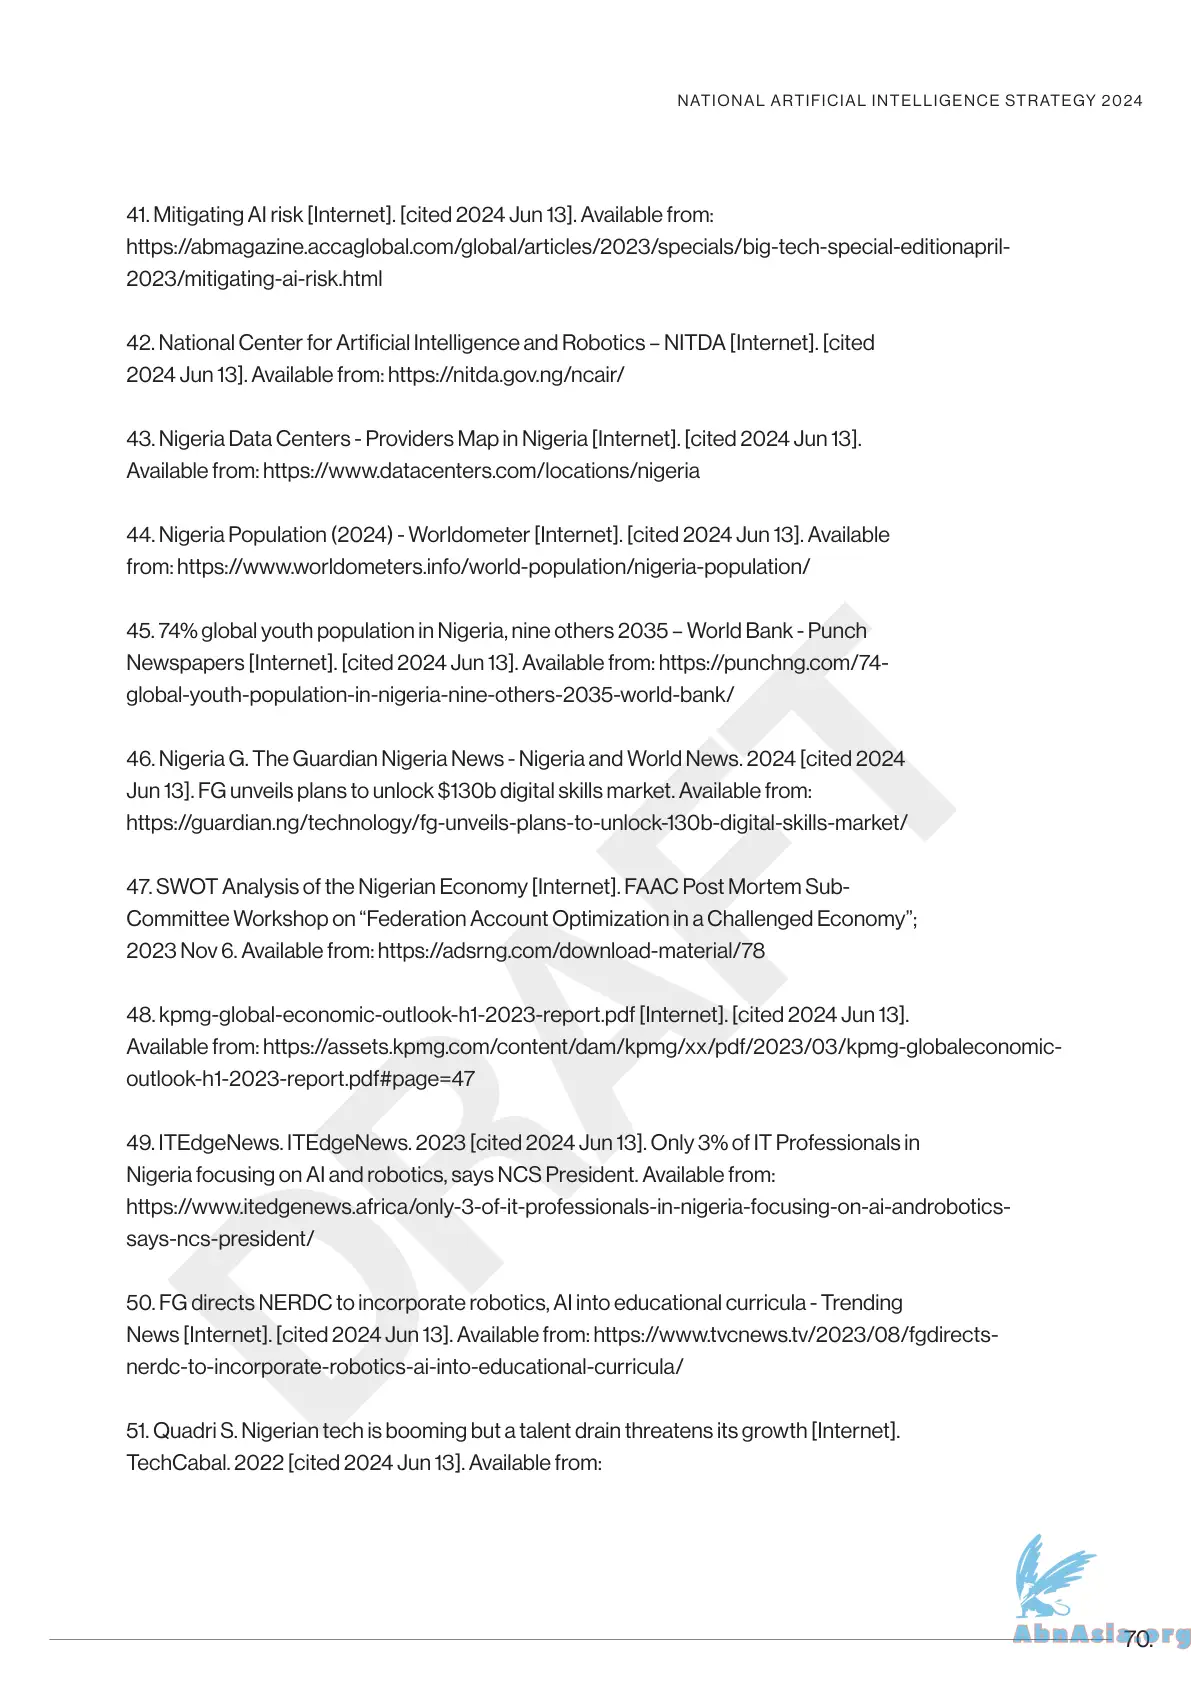 NATIONAL ARTIFICIAL INTELLIGENCE STRATEGY 2024
41. Mitigating AI risk [Internet]. [cited 2024 Jun 13]. Available from:
https://abmagazine.accaglobal.com/global/articles/2023/specials/big-tech-special-editionapril-
2023/mitigating-ai-risk.html
42. National Center for Artificial Intelligence and Robotics – NITDA [Internet]. [cited
2024 Jun 13]. Available from: https://nitda.gov.ng/ncair/
43. Nigeria Data Centers - Providers Map in Nigeria [Internet]. [cited 2024 Jun 13].
Available from: https://www.datacenters.com/locations/nigeria
44. Nigeria Population (2024) - Worldometer [Internet]. [cited 2024 Jun 13]. Available
from: https://www.worldometers.info/world-population/nigeria-population/
45. 74% global youth population in Nigeria, nine others 2035 – World Bank - Punch
Newspapers [Internet]. [cited 2024 Jun 13]. Available from: https://punchng.com/74-
global-youth-population-in-nigeria-nine-others-2035-world-bank/
46. Nigeria G. The Guardian Nigeria News - Nigeria and World News. 2024 [cited 2024
Jun 13]. FG unveils plans to unlock $130b digital skills market. Available from:
https://guardian.ng/technology/fg-unveils-plans-to-unlock-130b-digital-skills-market/
47. SWOT Analysis of the Nigerian Economy [Internet]. FAAC Post Mortem Sub-
Committee Workshop on “Federation Account Optimization in a Challenged Economy”;
2023 Nov 6. Available from: https://adsrng.com/download-material/78
48. kpmg-global-economic-outlook-h1-2023-report.pdf [Internet]. [cited 2024 Jun 13].
Available from: https://assets.kpmg.com/content/dam/kpmg/xx/pdf/2023/03/kpmg-globaleconomic-
outlook-h1-2023-report.pdf#page=47
49. ITEdgeNews. ITEdgeNews. 2023 [cited 2024 Jun 13]. Only 3% of IT Professionals in
Nigeria focusing on AI and robotics, says NCS President. Available from:
https://www.itedgenews.africa/only-3-of-it-professionals-in-nigeria-focusing-on-ai-androbotics-
says-ncs-president/
50. FG directs NERDC to incorporate robotics, AI into educational curricula - Trending
News [Internet]. [cited 2024 Jun 13]. Available from: https://www.tvcnews.tv/2023/08/fgdirects-
nerdc-to-incorporate-robotics-ai-into-educational-curricula/
51. Quadri S. Nigerian tech is booming but a talent drain threatens its growth [Internet].
TechCabal. 2022 [cited 2024 Jun 13]. Available from:
DRAFT
AbnAsia.org
70.